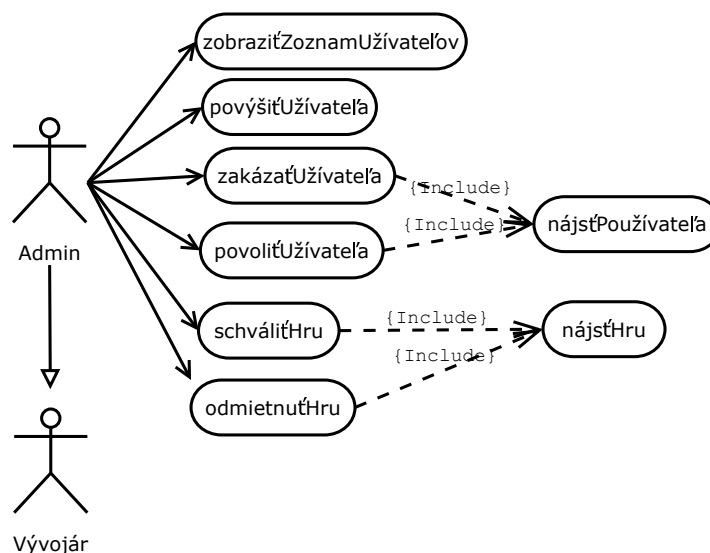 zobraziťZoznamUžívateľov
povýšiťUžívateľa
zakázaťUžívateľa
{Include}
nájsťPoužívateľa
{Include}
povoliťUžívateľa
Admin
schváliťHru
{Include}
nájsťHru
{Include}
odmietnuťHru
Vývojár